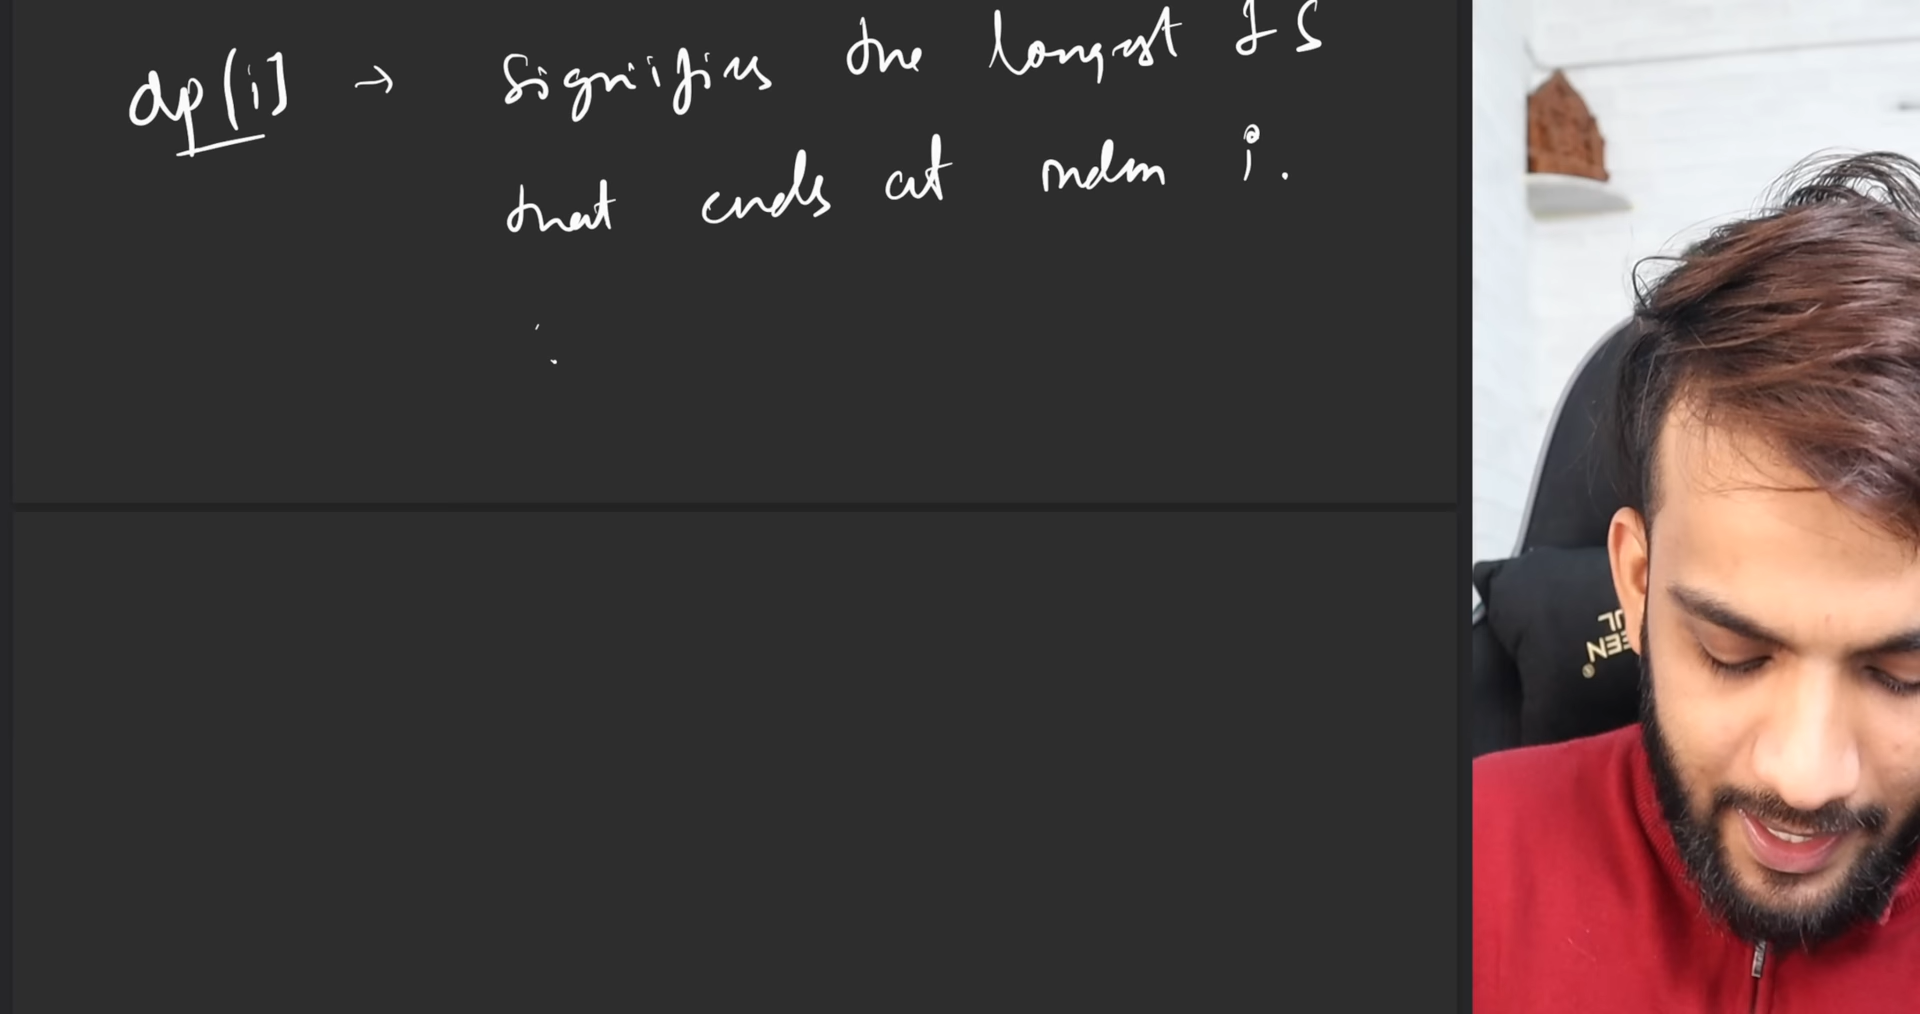 dp[i] → Signifies the longest IS
that ends at index i.